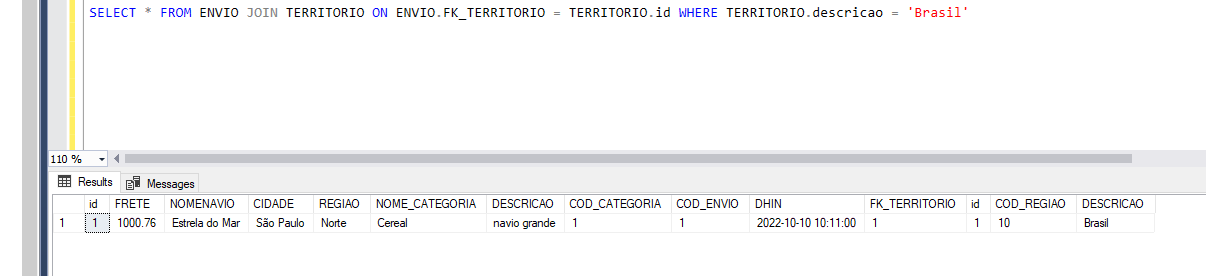 SELECT * FROM ENVIO JOIN TERRITORIO ON ENVIO.FK_TERRITORIO = TERRITORIO.id WHERE TERRITORIO.descricao = 'Brasil'
110 %
Results Messages
id FRETE NOMENAVIO CIDADE REGIAO NOME_CATEGORIA DESCRICAO COD_CATEGORIA COD_ENVIO DHIN FK_TERRITORIO id COD_REGIAO DESCRICAO
1 1 1000.76 Estrela do Mar São Paulo Norte Cereal navio grande 1 1 2022-10-10 10:11:00 1 1 10 Brasil